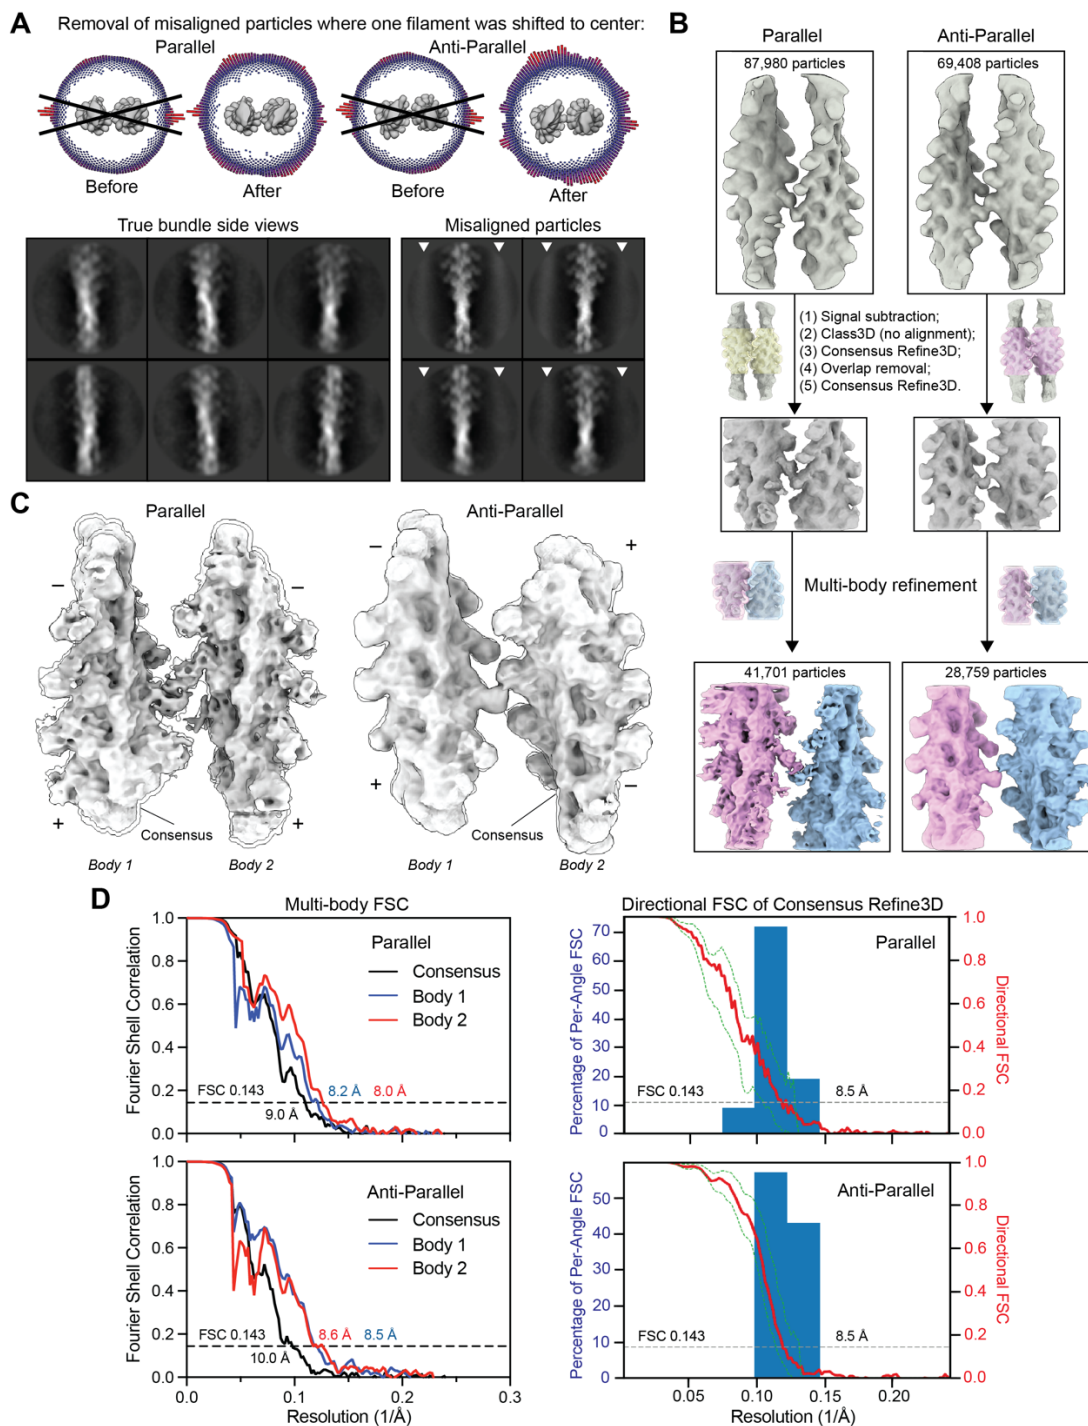 A
Removal of misaligned particles where one filament was shifted to center:
Parallel
Anti-Parallel
Before
After
Before
After
True bundle side views
Misaligned particles
B
Parallel
Anti-Parallel
87,980 particles
69,408 particles
(1) Signal subtraction;
(2) Class3D (no alignment);
(3) Consensus Refine3D;
(4) Overlap removal;
(5) Consensus Refine3D.
Multi-body refinement
41,701 particles
28,759 particles
C
Parallel
Anti-Parallel
–
–
–
+
+
+
+
–
Consensus
Consensus
Body 1
Body 2
Body 1
Body 2
D
Multi-body FSC
Parallel
Consensus
Body 1
Body 2
FSC 0.143
8.2 Å
8.0 Å
9.0 Å
Fourier Shell Correlation
1.0
0.8
0.6
0.4
0.2
0
Directional FSC of Consensus Refine3D
Parallel
FSC 0.143
8.5 Å
Percentage of Per-Angle FSC
70
60
50
40
30
20
10
0
Directional FSC
1.0
0.8
0.6
0.4
0.2
0.0
Anti-Parallel
Consensus
Body 1
Body 2
FSC 0.143
8.6 Å
8.5 Å
10.0 Å
Fourier Shell Correlation
1.0
0.8
0.6
0.4
0.2
0
0
0.1
0.2
0.3
Resolution (1/Å)
Anti-Parallel
FSC 0.143
8.5 Å
Percentage of Per-Angle FSC
50
40
30
20
10
0
Directional FSC
1.0
0.8
0.6
0.4
0.2
0.0
0.05
0.10
0.15
0.20
Resolution (1/Å)